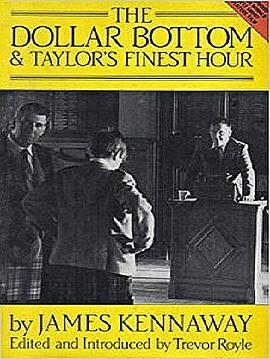 THE
DOLLAR BOTTOM
& TAYLOR'S FINEST HOUR
by JAMES KENNAWAY
Edited and Introduced by Trevor Royle